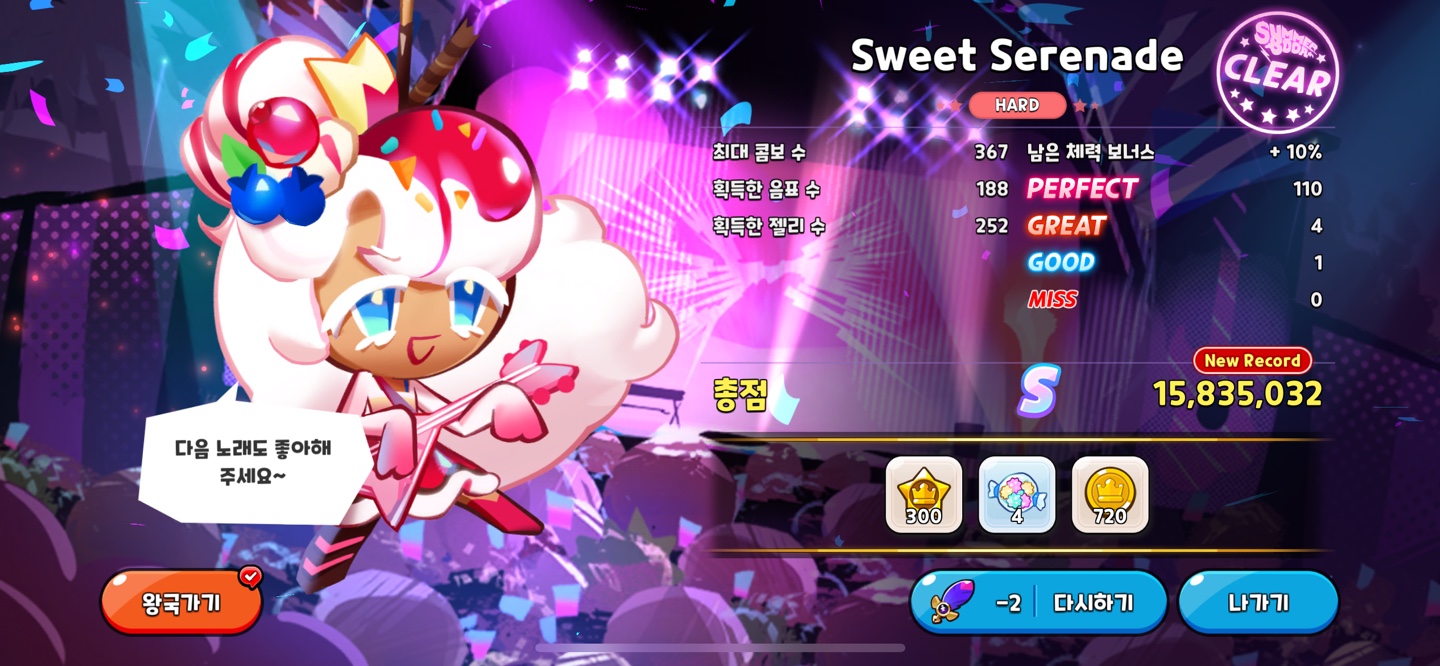 Sweet Serenade
SUMMER SODA
CLEAR
HARD
최대 콤보 수 367
남은 체력 보너스 + 10%
획득한 음표 수 188
PERFECT 110
획득한 젤리 수 252
GREAT 4
GOOD 1
MISS 0
New Record
총점 S 15,835,032
300 4 720
다음 노래도 좋아해
주세요~
왕국가기
-2 다시하기
나가기